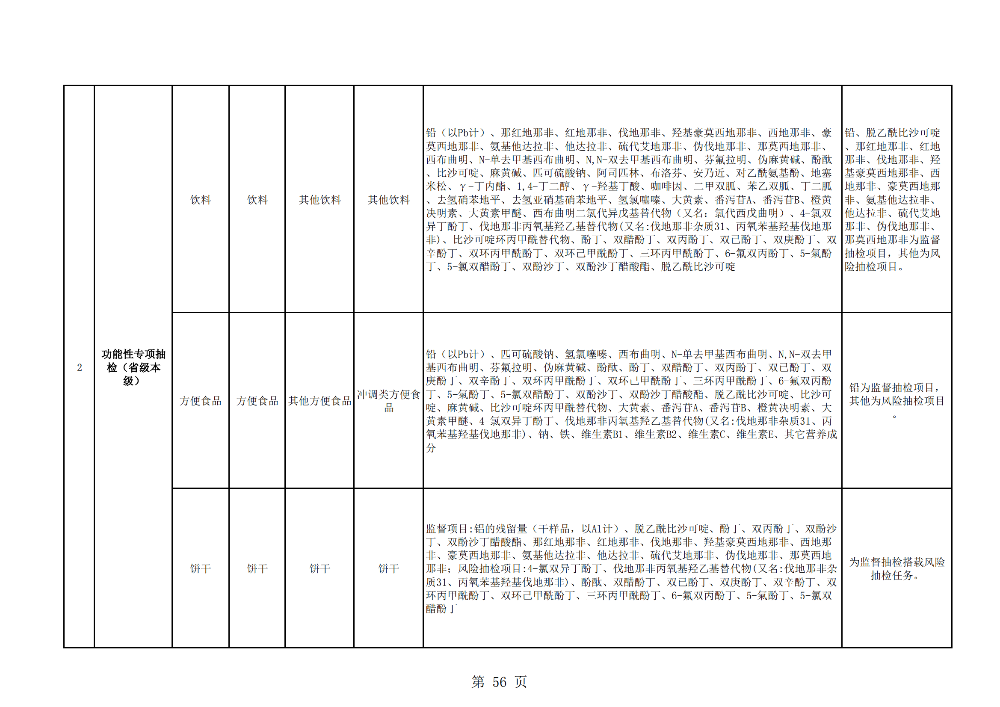 2
功能性专项抽
检（省级本
级）
饮料
饮料
其他饮料
其他饮料
铅（以Pb计）、那红地那非、红地那非、伐地那非、羟基豪莫西地那非、西地那非、豪
莫西地那非、氨基他达拉非、他达拉非、硫代艾地那非、伪伐地那非、那莫西地那非、
西布曲明、N-单去甲基西布曲明、N,N-双去甲基西布曲明、芬氟拉明、伪麻黄碱、酚酞
、比沙可啶、麻黄碱、匹可硫酸钠、阿司匹林、布洛芬、安乃近、对乙酰氨基酚、地塞
米松、γ-丁内酯、1,4-丁二醇、γ-羟基丁酸、咖啡因、二甲双胍、苯乙双胍、丁二胍
、去氢硝苯地平、去氢亚硝基硝苯地平、氢氯噻嗪、大黄素、番泻苷A、番泻苷B、橙黄
决明素、大黄素甲醚、西布曲明二氯代异戊基替代物（又名：氯代西戊曲明）、4-氯双
异丁酚丁、伐地那非丙氧基羟乙基替代物(又名:伐地那非杂质31、丙氧苯基羟基伐地那
非)、比沙可啶环丙甲酰替代物、酚丁、双醋酚丁、双丙酚丁、双已酚丁、双庚酚丁、双
辛酚丁、双环丙甲酰酚丁、双环己甲酰酚丁、三环丙甲酰酚丁、6-氟双丙酚丁、5-氣酚
丁、5-氯双醋酚丁、双酚沙丁、双酚沙丁醋酸酯、脱乙酰比沙可啶
铅、脱乙酰比沙可啶
、那红地那非、红地
那非、伐地那非、羟
基豪莫西地那非、西
地那非、豪莫西地那
非、氨基他达拉非、
他达拉非、硫代艾地
那非、伪伐地那非、
那莫西地那非为监督
抽检项目，其他为风
险抽检项目。
方便食品
方便食品
其他方便食品
冲调类方便食
品
铅（以Pb计）、匹可硫酸钠、氢氯噻嗪、西布曲明、N-单去甲基西布曲明、N,N-双去甲
基西布曲明、芬氟拉明、伪麻黄碱、酚酞、酚丁、双醋酚丁、双丙酚丁、双已酚丁、双
庚酚丁、双辛酚丁、双环丙甲酰酚丁、双环己甲酰酚丁、三环丙甲酰酚丁、6-氟双丙酚
丁、5-氣酚丁、5-氯双醋酚丁、双酚沙丁、双酚沙丁醋酸酯、脱乙酰比沙可啶、比沙可
啶、麻黄碱、比沙可啶环丙甲酰替代物、大黄素、番泻苷A、番泻苷B、橙黄决明素、大
黄素甲醚、4-氯双异丁酚丁、伐地那非丙氧基羟乙基替代物(又名:伐地那非杂质31、丙
氧苯基羟基伐地那非)、钠、铁、维生素B1、维生素B2、维生素C、维生素E、其它营养成
分
铅为监督抽检项目，
其他为风险抽检项目
。
饼干
饼干
饼干
饼干
监督项目:铝的残留量（干样品，以Al计）、脱乙酰比沙可啶、酚丁、双丙酚丁、双酚沙
丁、双酚沙丁醋酸酯、那红地那非、红地那非、伐地那非、羟基豪莫西地那非、西地那
非、豪莫西地那非、氨基他达拉非、他达拉非、硫代艾地那非、伪伐地那非、那莫西地
那非；风险抽检项目:4-氯双异丁酚丁、伐地那非丙氧基羟乙基替代物(又名:伐地那非杂
质31、丙氧苯基羟基伐地那非)、酚酞、双醋酚丁、双已酚丁、双庚酚丁、双辛酚丁、双
环丙甲酰酚丁、双环己甲酰酚丁、三环丙甲酰酚丁、6-氟双丙酚丁、5-氣酚丁、5-氯双
醋酚丁
为监督抽检搭载风险
抽检任务。
第 56 页